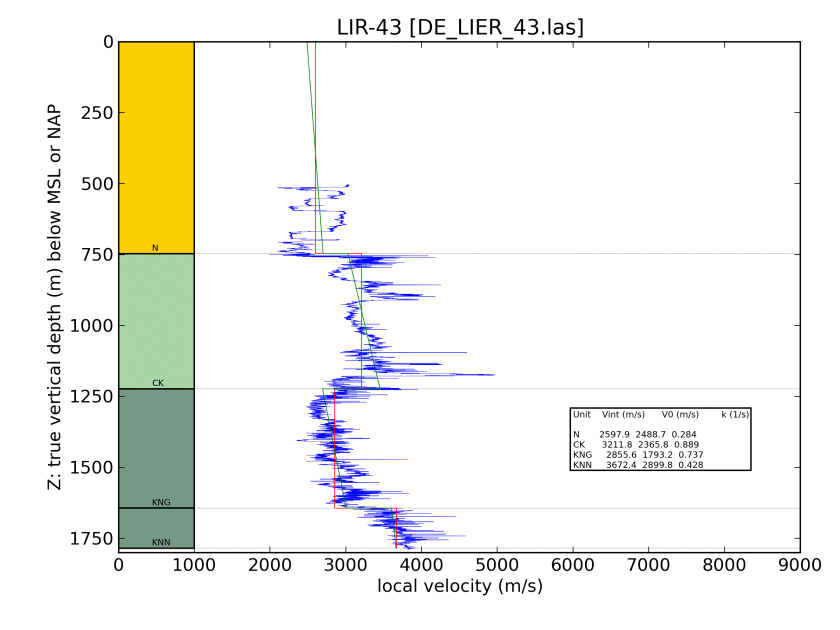 LIR-43 [DE_LIER_43.las]
0
250
500
750
1000
1250
1500
1750
Z: true vertical depth (m) below MSL or NAP
N
CK
KNG
KNN
Unit Vint (m/s) V0 (m/s) k (1/s)
N 2597.9 2488.7 0.284
CK 3211.8 2365.8 0.889
KNG 2855.6 1793.2 0.737
KNN 3672.4 2899.8 0.428
0 1000 2000 3000 4000 5000 6000 7000 8000 9000
local velocity (m/s)